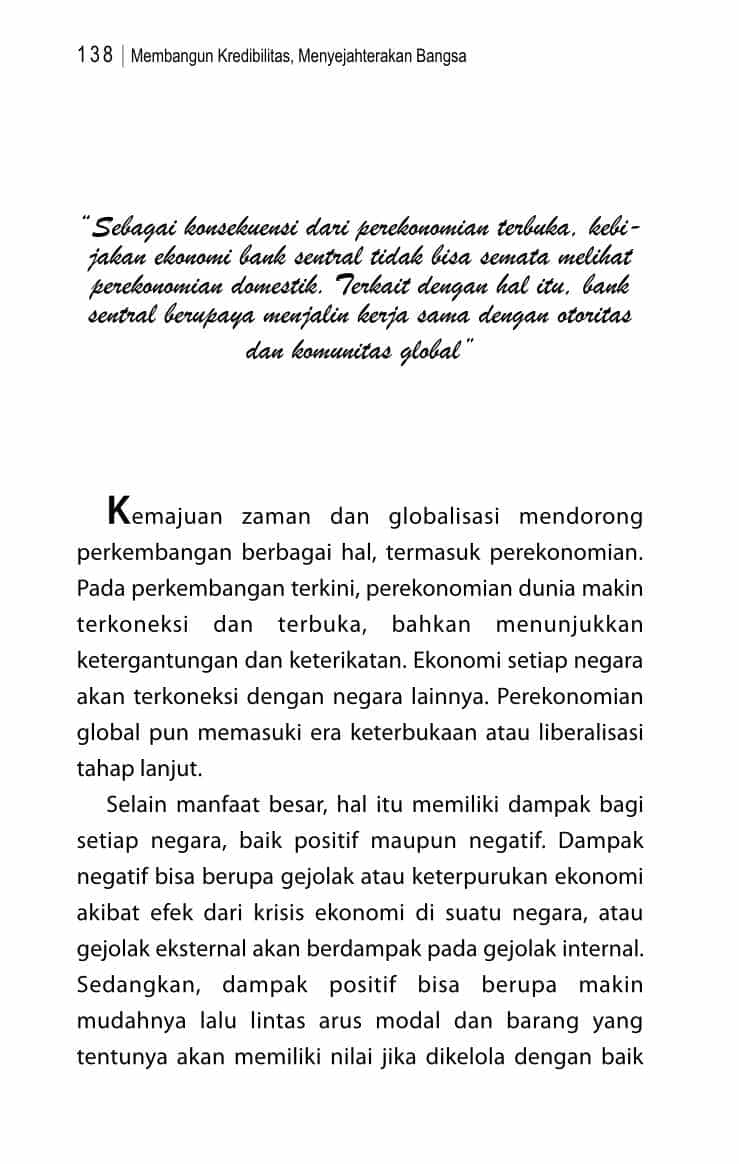 138 | Membangun Kredibilitas, Menyejahterakan Bangsa
"Sebagai konsekuensi dari perekonomian terbuka, kebi-
jakan ekonomi bank sentral tidak bisa semata melihat
perekonomian domestik. Terkait dengan hal itu, bank
sentral berupaya menjalin kerja sama dengan otoritas
dan komunitas global"
Kemajuan zaman dan globalisasi mendorong
perkembangan berbagai hal, termasuk perekonomian.
Pada perkembangan terkini, perekonomian dunia makin
terkoneksi dan terbuka, bahkan menunjukkan
ketergantungan dan keterikatan. Ekonomi setiap negara
akan terkoneksi dengan negara lainnya. Perekonomian
global pun memasuki era keterbukaan atau liberalisasi
tahap lanjut.
Selain manfaat besar, hal itu memiliki dampak bagi
setiap negara, baik positif maupun negatif. Dampak
negatif bisa berupa gejolak atau keterpurukan ekonomi
akibat efek dari krisis ekonomi di suatu negara, atau
gejolak eksternal akan berdampak pada gejolak internal.
Sedangkan, dampak positif bisa berupa makin
mudahnya lalu lintas arus modal dan barang yang
tentunya akan memiliki nilai jika dikelola dengan baik